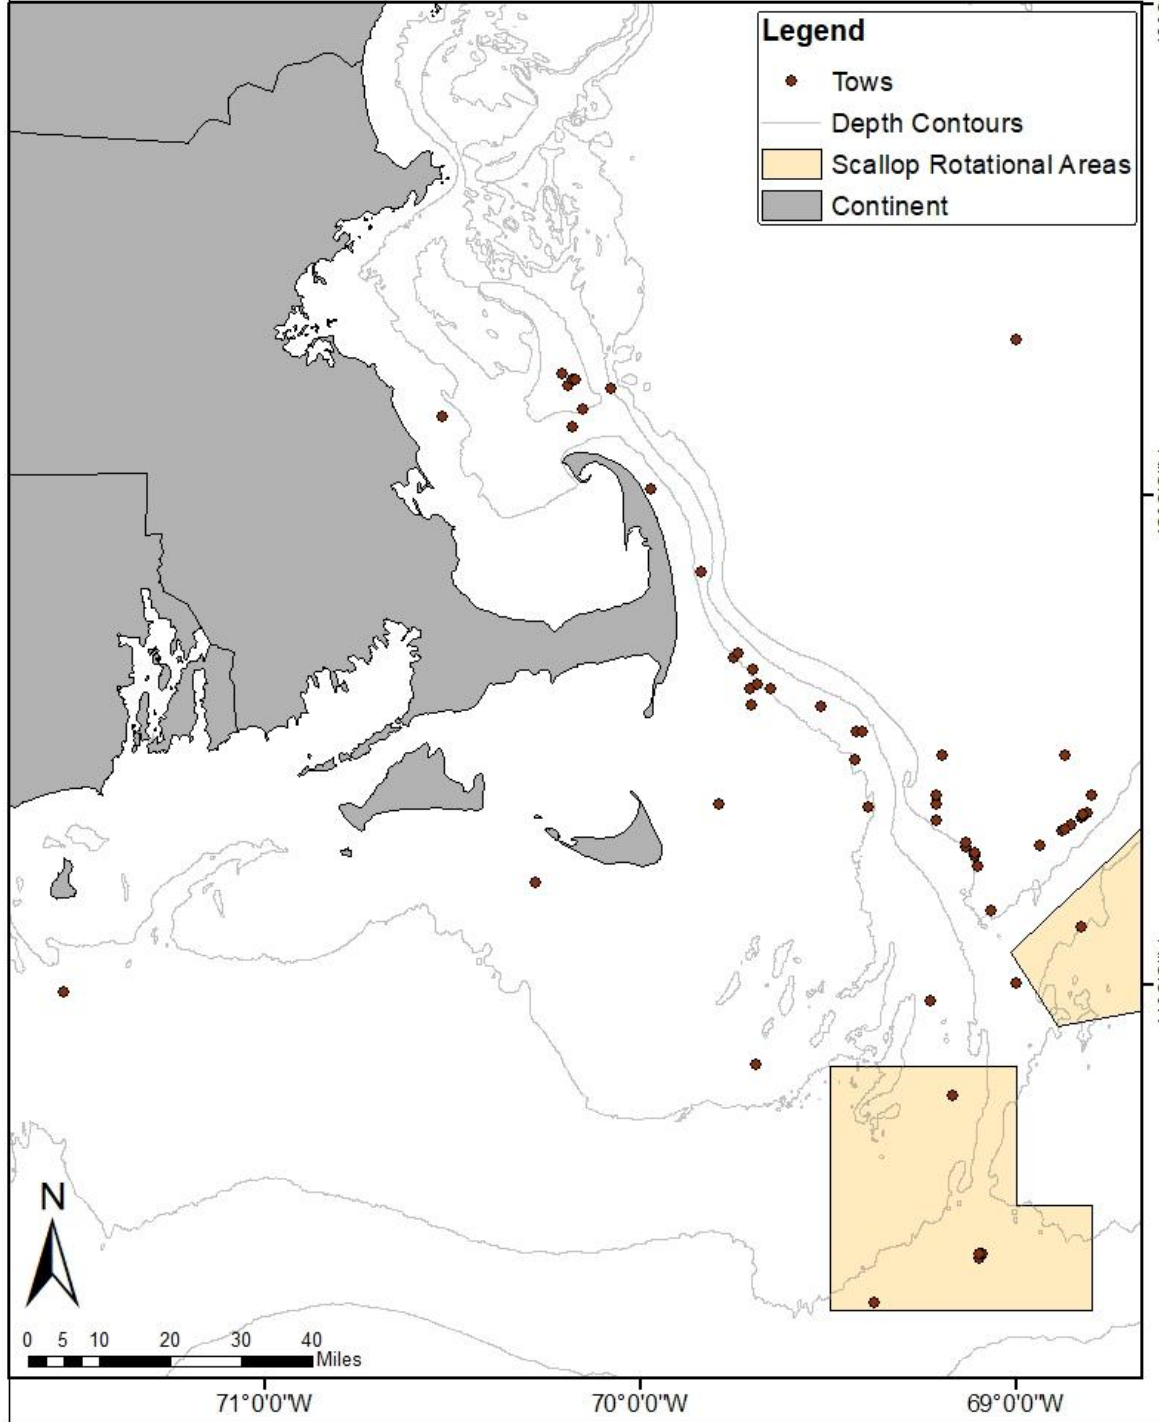 Legend
Tows
Depth Contours
Scallop Rotational Areas
Continent
N
0 5 10 20 30 40
Miles
71°0'0"W 70°0'0"W 69°0'0"W